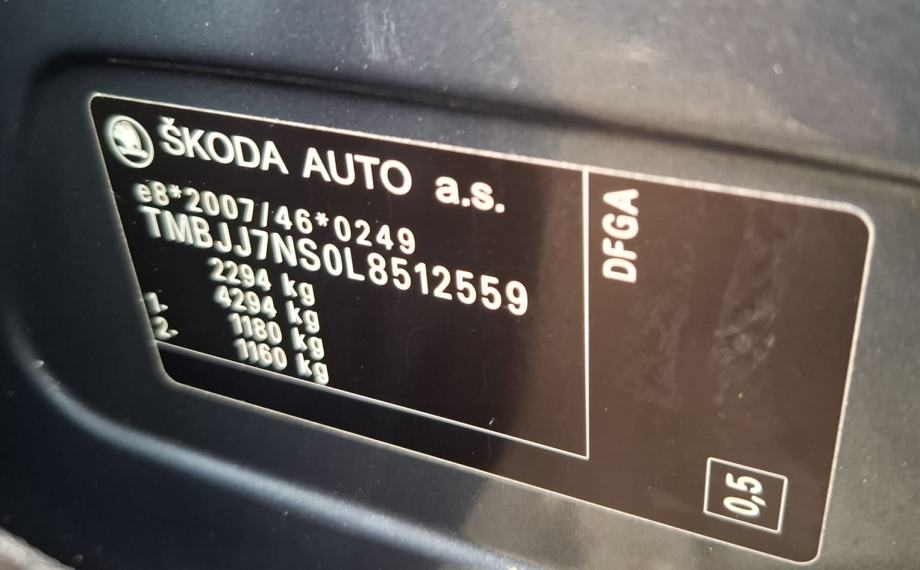 ŠKODA AUTO a.s.
e8*2007/46*0249
TMBJJ7NS0L8512559
2294 kg
4294 kg
1. 1180 kg
2. 1160 kg
DFGA
0,5